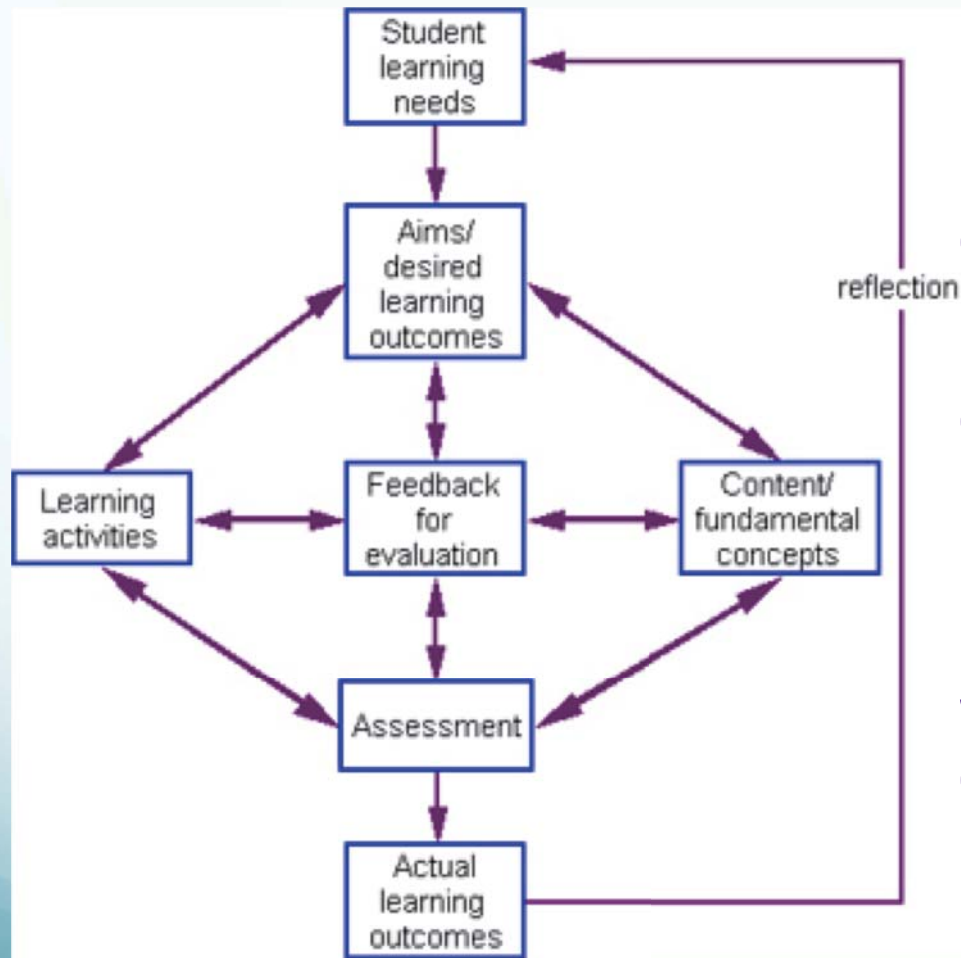 Student
learning
needs
Aims/
desired
learning
outcomes
reflection
Learning
activities
Feedback
for
evaluation
Content/
fundamental
concepts
Assessment
Actual
learning
outcomes